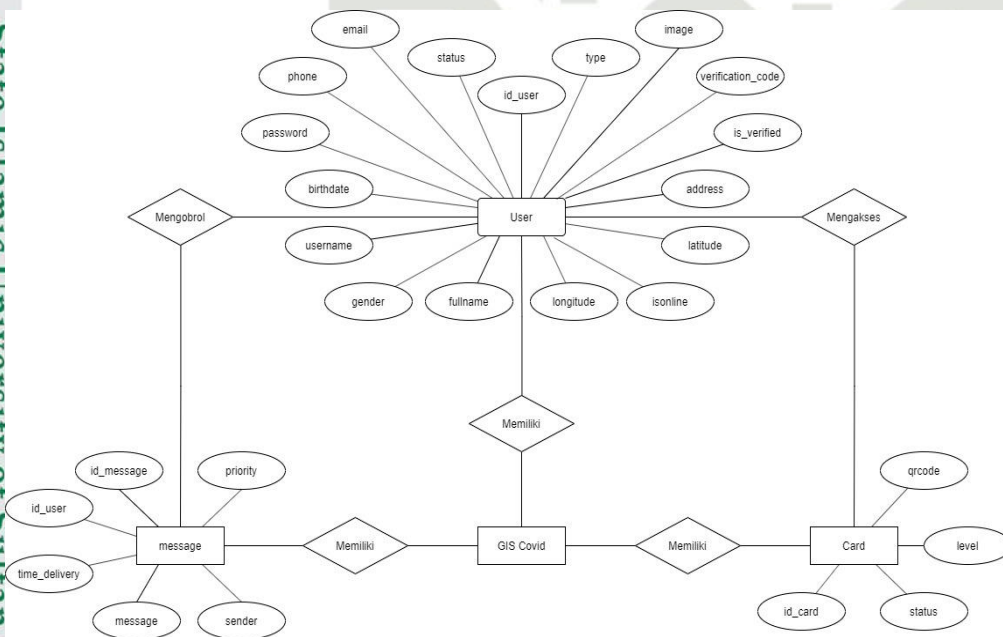 email
image
status
type
phone
verification_code
id_user
password
is_verified
birthdate
address
Mengobrol
User
Mengakses
username
latitude
gender
fullname
longitude
isonline
Memiliki
id_message
priority
qrcode
id_user
message
Memiliki
GIS Covid
Memiliki
Card
level
time_delivery
message
sender
id_card
status